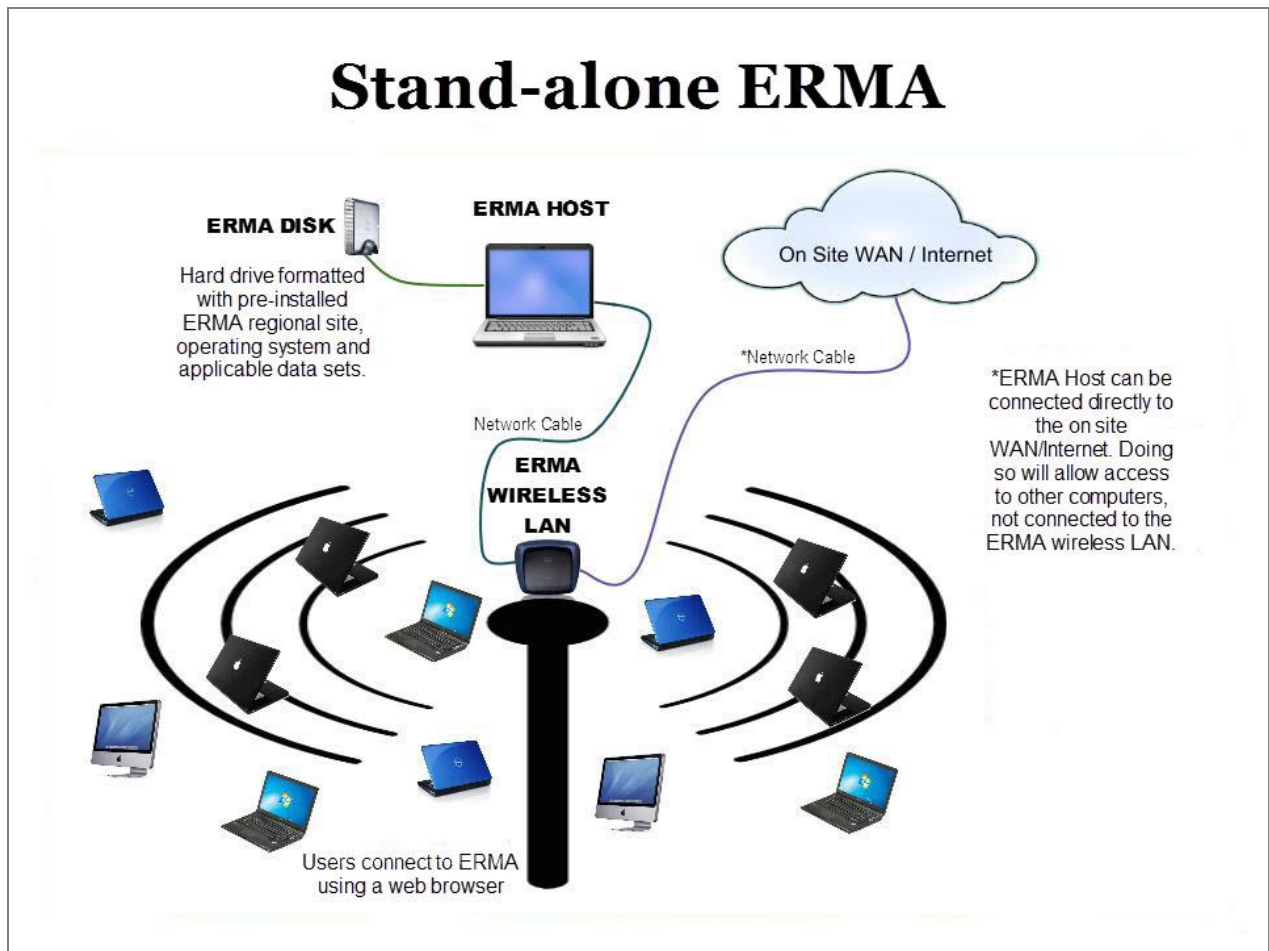 Stand-alone ERMA
ERMA DISK
Hard drive formatted
with pre-installed
ERMA regional site,
operating system and
applicable data sets.
ERMA HOST
On Site WAN / Internet
*Network Cable
*ERMA Host can be
connected directly to
the on site
WAN/Internet. Doing
so will allow access
to other computers,
not connected to the
ERMA wireless LAN.
Network Cable
ERMA
WIRELESS
LAN
Users connect to ERMA
using a web browser